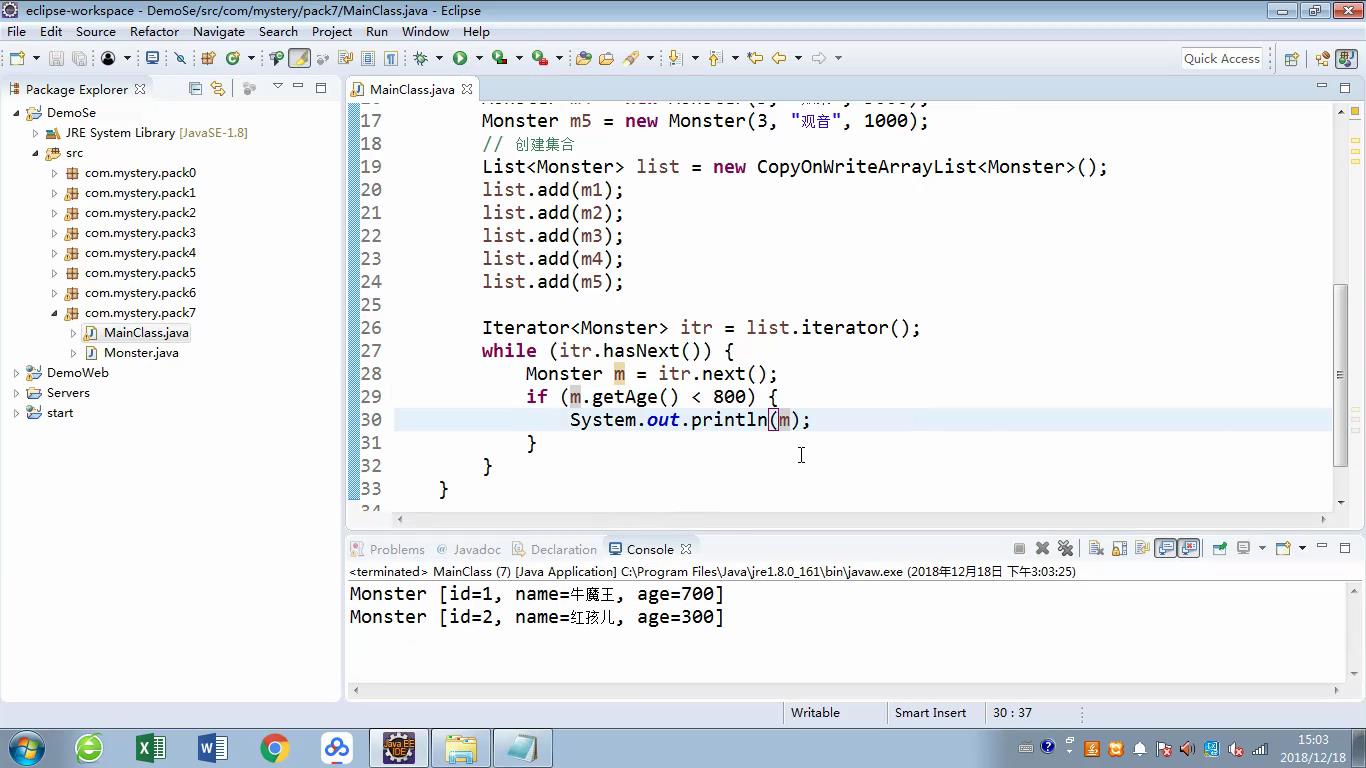 eclipse-workspace - DemoSe/src/com/mystery/pack7/MainClass.java - Eclipse
File Edit Source Refactor Navigate Search Project Run Window Help
Quick Access
Package Explorer
MainClass.java
DemoSe
JRE System Library [JavaSE-1.8]
src
com.mystery.pack0
com.mystery.pack1
com.mystery.pack2
com.mystery.pack3
com.mystery.pack4
com.mystery.pack5
com.mystery.pack6
com.mystery.pack7
MainClass.java
Monster.java
DemoWeb
Servers
start
17 Monster m5 = new Monster(3, "观音", 1000);
18 // 创建集合
19 List<Monster> list = new CopyOnWriteArrayList<Monster>();
20 list.add(m1);
21 list.add(m2);
22 list.add(m3);
23 list.add(m4);
24 list.add(m5);
25
26 Iterator<Monster> itr = list.iterator();
27 while (itr.hasNext()) {
28 Monster m = itr.next();
29 if (m.getAge() < 800) {
30 System.out.println(m);
31 }
32 }
33 }
34
Problems @ Javadoc Declaration Console
<terminated> MainClass (7) [Java Application] C:\Program Files\Java\jre1.8.0_161\bin\javaw.exe (2018年12月18日 下午3:03:25)
Monster [id=1, name=牛魔王, age=700]
Monster [id=2, name=红孩儿, age=300]
Writable Smart Insert 30 : 37
Java EE IDE
15:03
2018/12/18